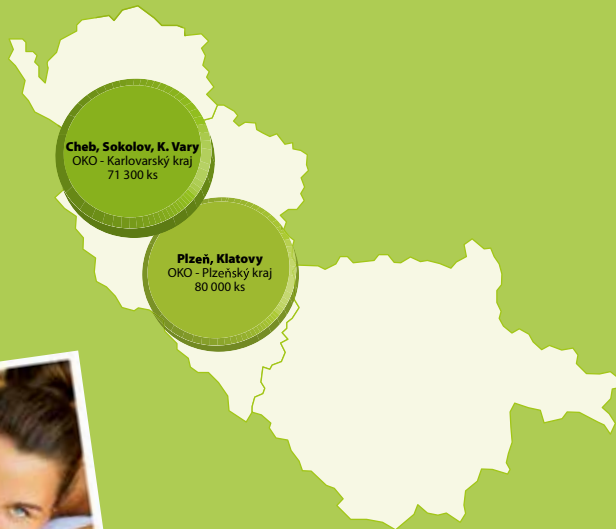 Cheb, Sokolov, K. Vary
OKO - Karlovarský kraj
71 300 ks
Plzeň, Klatovy
OKO - Plzeňský kraj
80 000 ks